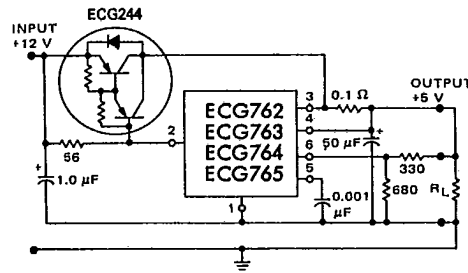 ECG244
INPUT
+12 V
56
1.0 µF
+
2
ECG762
ECG763
ECG764
ECG765
1
3
4
6
5
0.1 Ω
OUTPUT
+5 V
50 µF
+
330
680
RL
0.001
µF